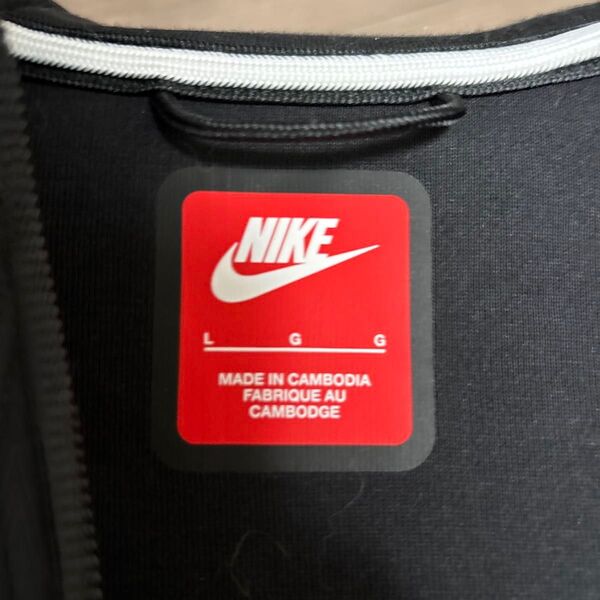 NIKE
L G G
MADE IN CAMBODIA
FABRIQUE AU
CAMBODGE